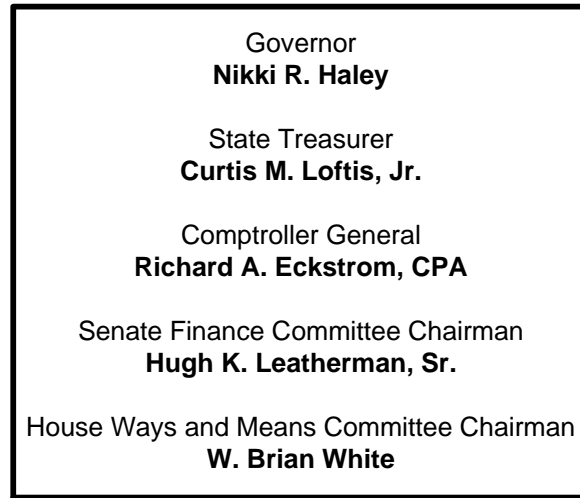 Governor
Nikki R. Haley
State Treasurer
Curtis M. Loftis, Jr.
Comptroller General
Richard A. Eckstrom, CPA
Senate Finance Committee Chairman
Hugh K. Leatherman, Sr.
House Ways and Means Committee Chairman
W. Brian White